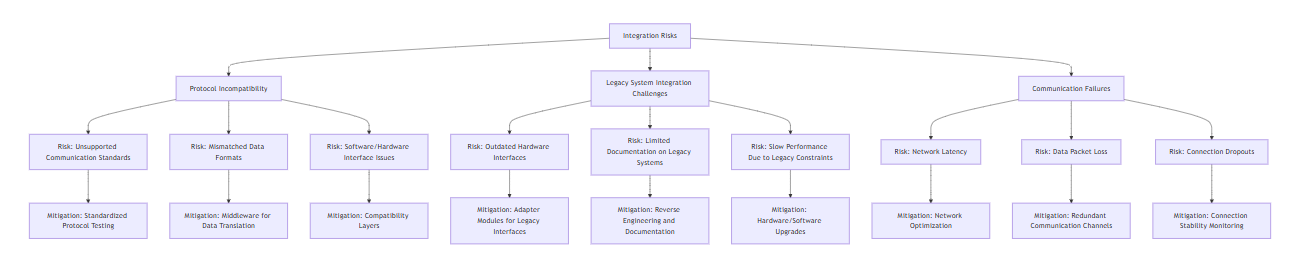 Integration Risks
Protocol Incompatibility
Legacy System Integration
Challenges
Communication Failures
Risk: Unsupported
Communication Standards
Risk: Mismatched Data
Formats
Risk: Software/Hardware
Interface Issues
Risk: Outdated Hardware
Interfaces
Risk: Limited
Documentation on Legacy
Systems
Risk: Slow Performance
Due to Legacy Constraints
Risk: Network Latency
Risk: Data Packet Loss
Risk: Connection Dropouts
Mitigation: Standardized
Protocol Testing
Mitigation: Middleware for
Data Translation
Mitigation: Compatibility
Layers
Mitigation: Adapter
Modules for Legacy
Interfaces
Mitigation: Reverse
Engineering and
Documentation
Mitigation:
Hardware/Software
Upgrades
Mitigation: Network
Optimization
Mitigation: Redundant
Communication Channels
Mitigation: Connection
Stability Monitoring